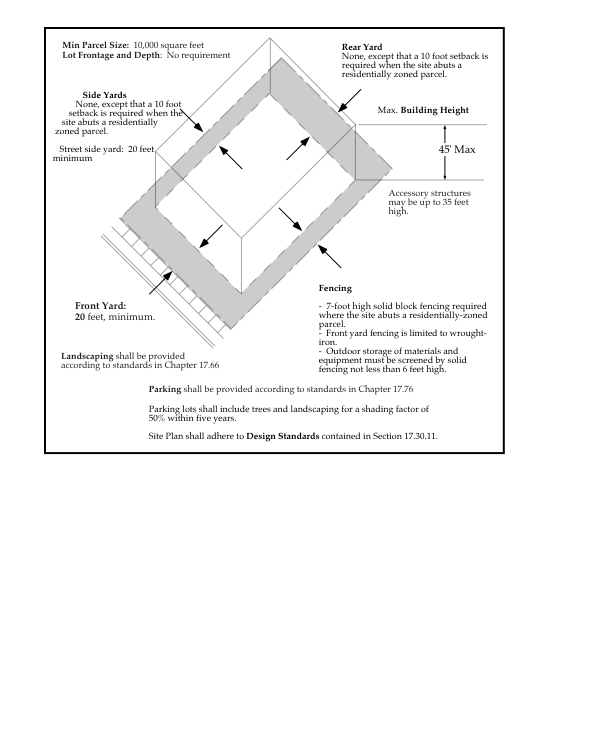 Min Parcel Size: 10,000 square feet
Lot Frontage and Depth: No requirement
Rear Yard
None, except that a 10 foot setback is
required when the site abuts a
residentially zoned parcel.
Side Yards
None, except that a 10 foot
setback is required when the
site abuts a residentially
zoned parcel.
Street side yard: 20 feet
minimum
Max. Building Height
45' Max
Accessory structures
may be up to 35 feet
high.
Front Yard:
20 feet, minimum.
Fencing
- 7-foot high solid block fencing required
where the site abuts a residentially-zoned
parcel.
- Front yard fencing is limited to wrought-
iron.
- Outdoor storage of materials and
equipment must be screened by solid
fencing not less than 6 feet high.
Landscaping shall be provided
according to standards in Chapter 17.66
Parking shall be provided according to standards in Chapter 17.76
Parking lots shall include trees and landscaping for a shading factor of
50% within five years.
Site Plan shall adhere to Design Standards contained in Section 17.30.11.